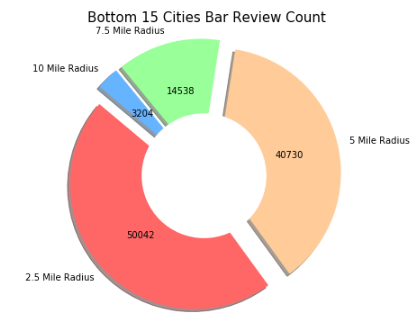 Bottom 15 Cities Bar Review Count
7.5 Mile Radius
10 Mile Radius
14538
3204
5 Mile Radius
40730
50042
2.5 Mile Radius